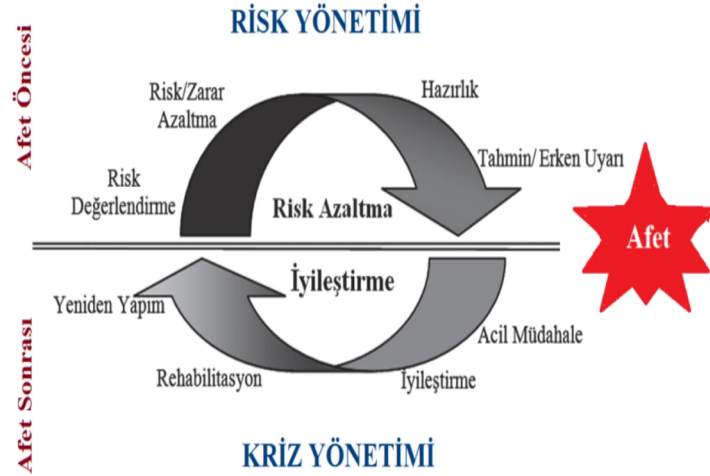 RİSK YÖNETİMİ
Afet Öncesi
Risk/Zarar
Azaltma
Hazırlık
Tahmin/ Erken Uyarı
Risk
Değerlendirme
Risk Azaltma
Afet
İyileştirme
Yeniden Yapım
Acil Müdahale
Rehabilitasyon
İyileştirme
Afet Sonrası
KRİZ YÖNETİMİ